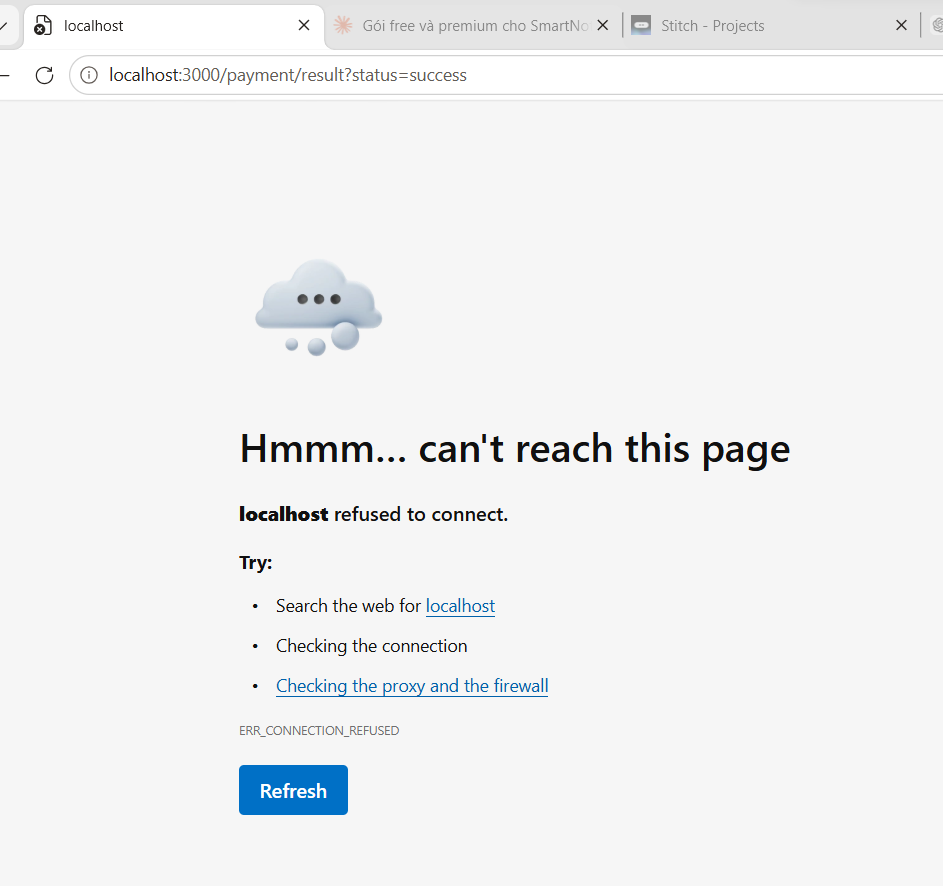 localhost
Gói free và premium cho SmartNo
Stitch - Projects
localhost:3000/payment/result?status=success
Hmmm... can't reach this page
localhost refused to connect.
Try:
• Search the web for localhost
• Checking the connection
• Checking the proxy and the firewall
ERR_CONNECTION_REFUSED
Refresh